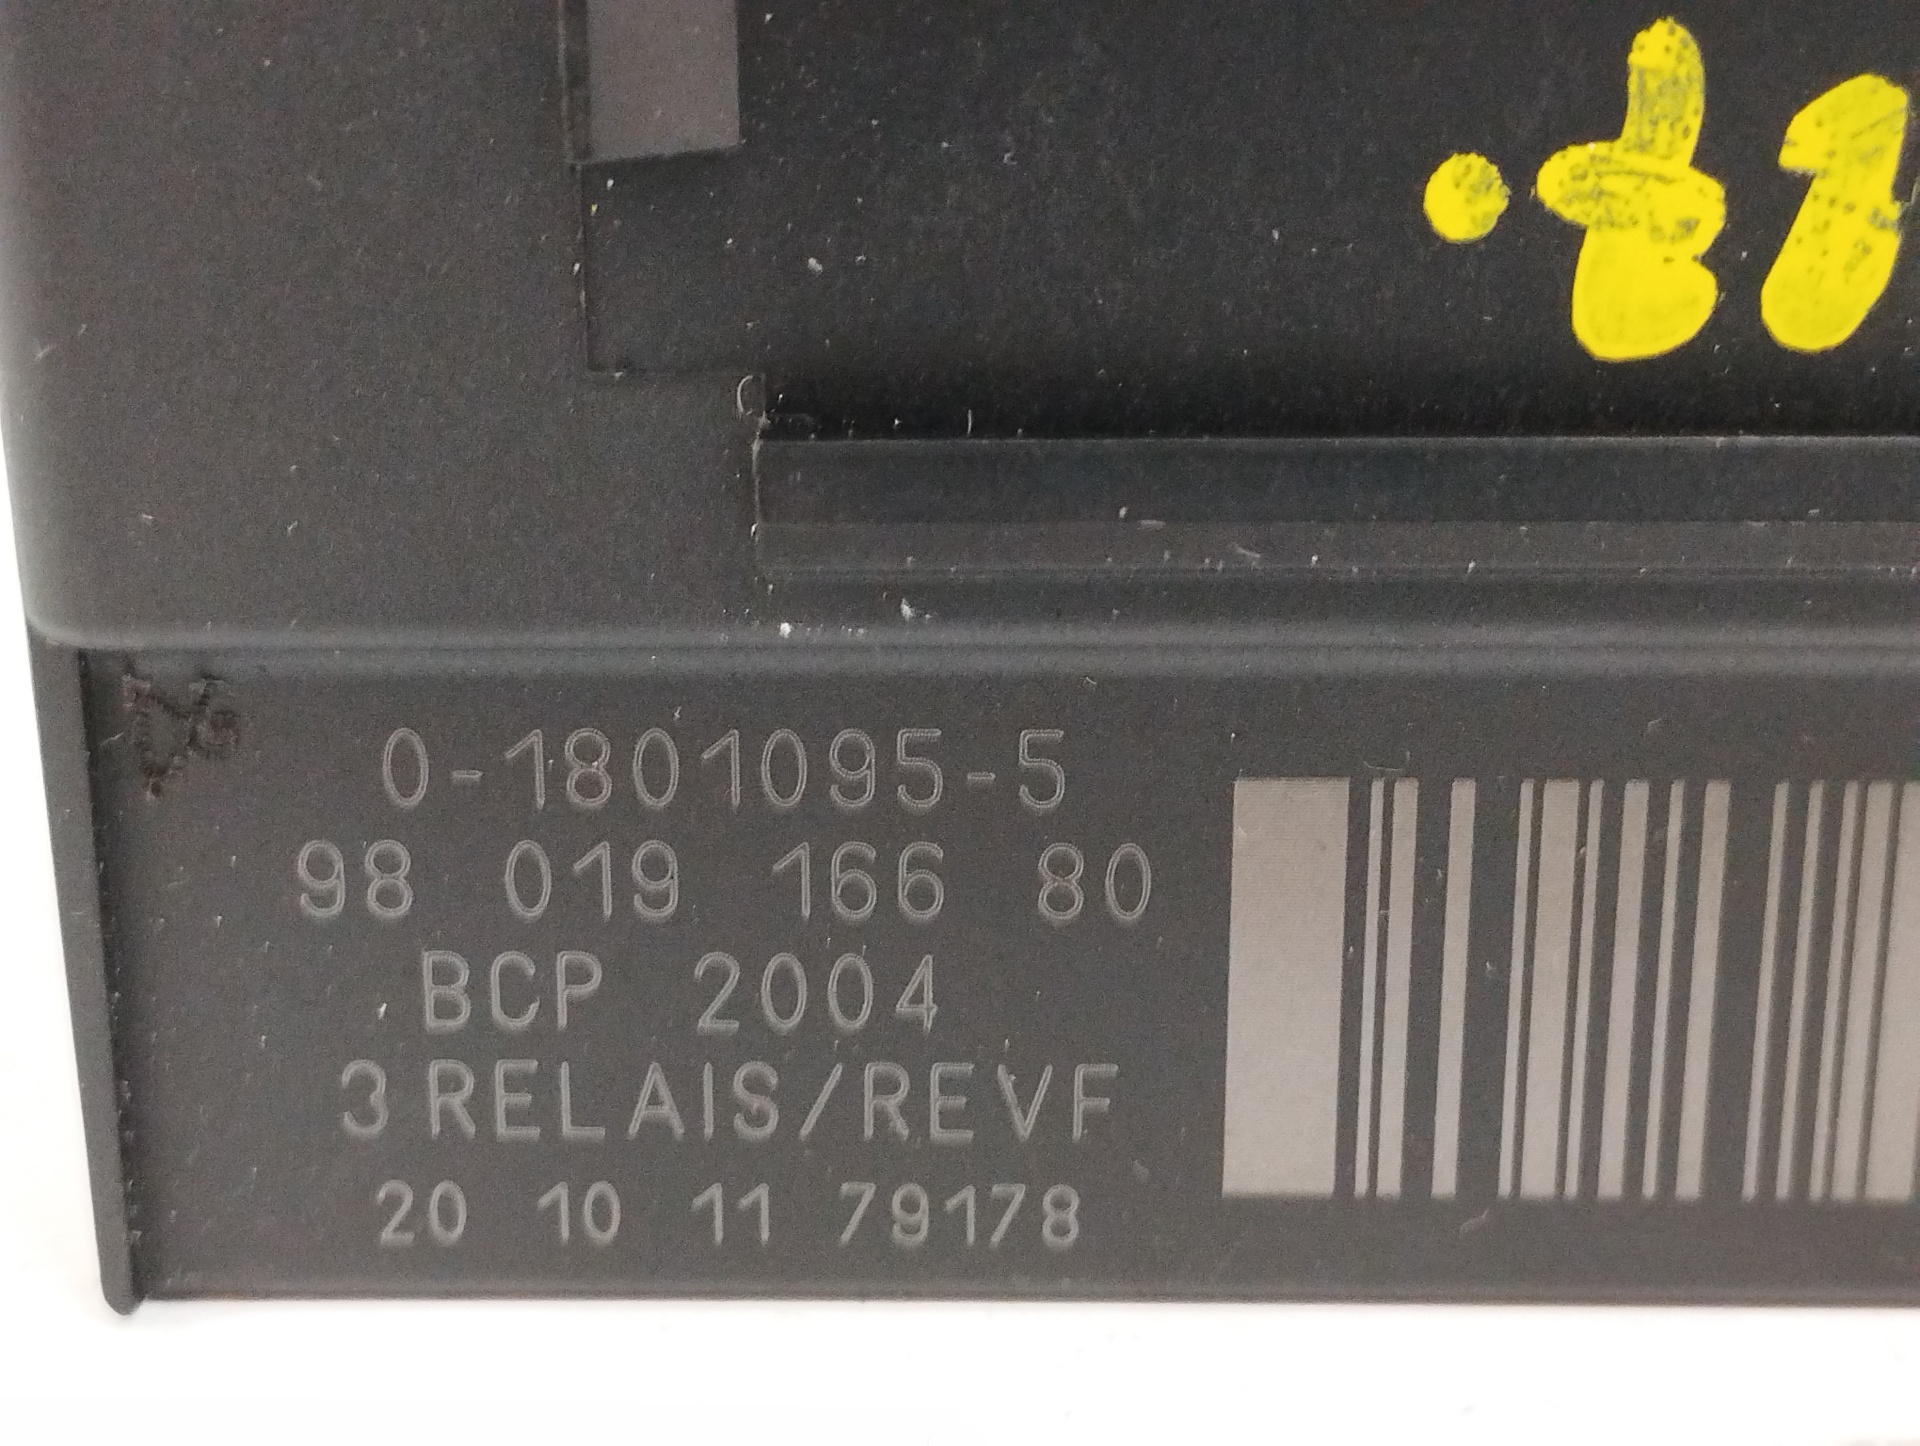 0-1801095-5
98 019 166 80
BCP 2004
3 RELAIS/REVF
20 10 11 79178